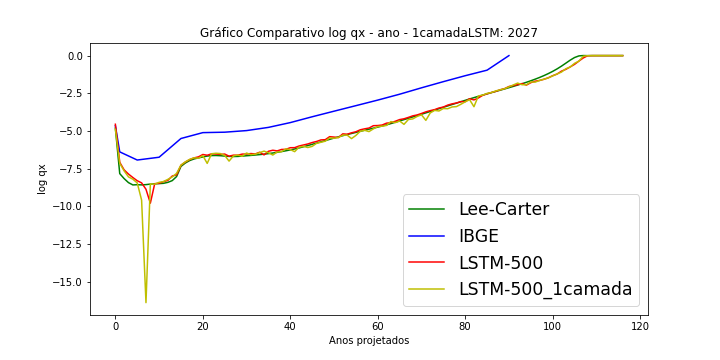 Gráfico Comparativo log qx - ano - 1camadaLSTM: 2027
0.0
−2.5
−5.0
−7.5
−10.0
−12.5
−15.0
log qx
Lee-Carter
IBGE
LSTM-500
LSTM-500_1camada
0 20 40 60 80 100 120
Anos projetados